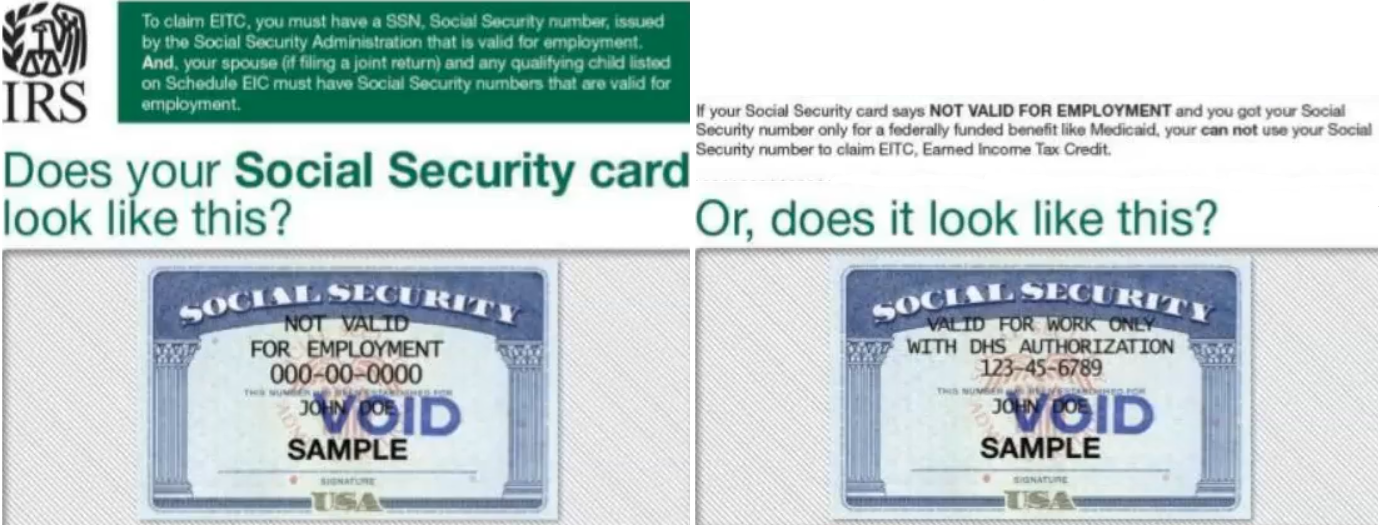 IRS
To claim EITC, you must have a SSN, Social Security number, issued
by the Social Security Administration that is valid for employment.
And, your spouse (if filing a joint return) and any qualifying child listed
on Schedule EIC must have Social Security numbers that are valid for
employment.
Does your Social Security card
look like this?
SOCIAL SECURITY
NOT VALID
FOR EMPLOYMENT
000-00-0000
THIS NUMBER HAS BEEN ESTABLISHED FOR
JOHN DOE
VOID
SAMPLE
SIGNATURE
USA
If your Social Security card says NOT VALID FOR EMPLOYMENT and you got your Social
Security number only for a federally funded benefit like Medicaid, your can not use your Social
Security number to claim EITC, Earned Income Tax Credit.
Or, does it look like this?
SOCIAL SECURITY
VALID FOR WORK ONLY
WITH DHS AUTHORIZATION
123-45-6789
THIS NUMBER HAS BEEN ESTABLISHED FOR
JOHN DOE
VOID
SAMPLE
SIGNATURE
USA